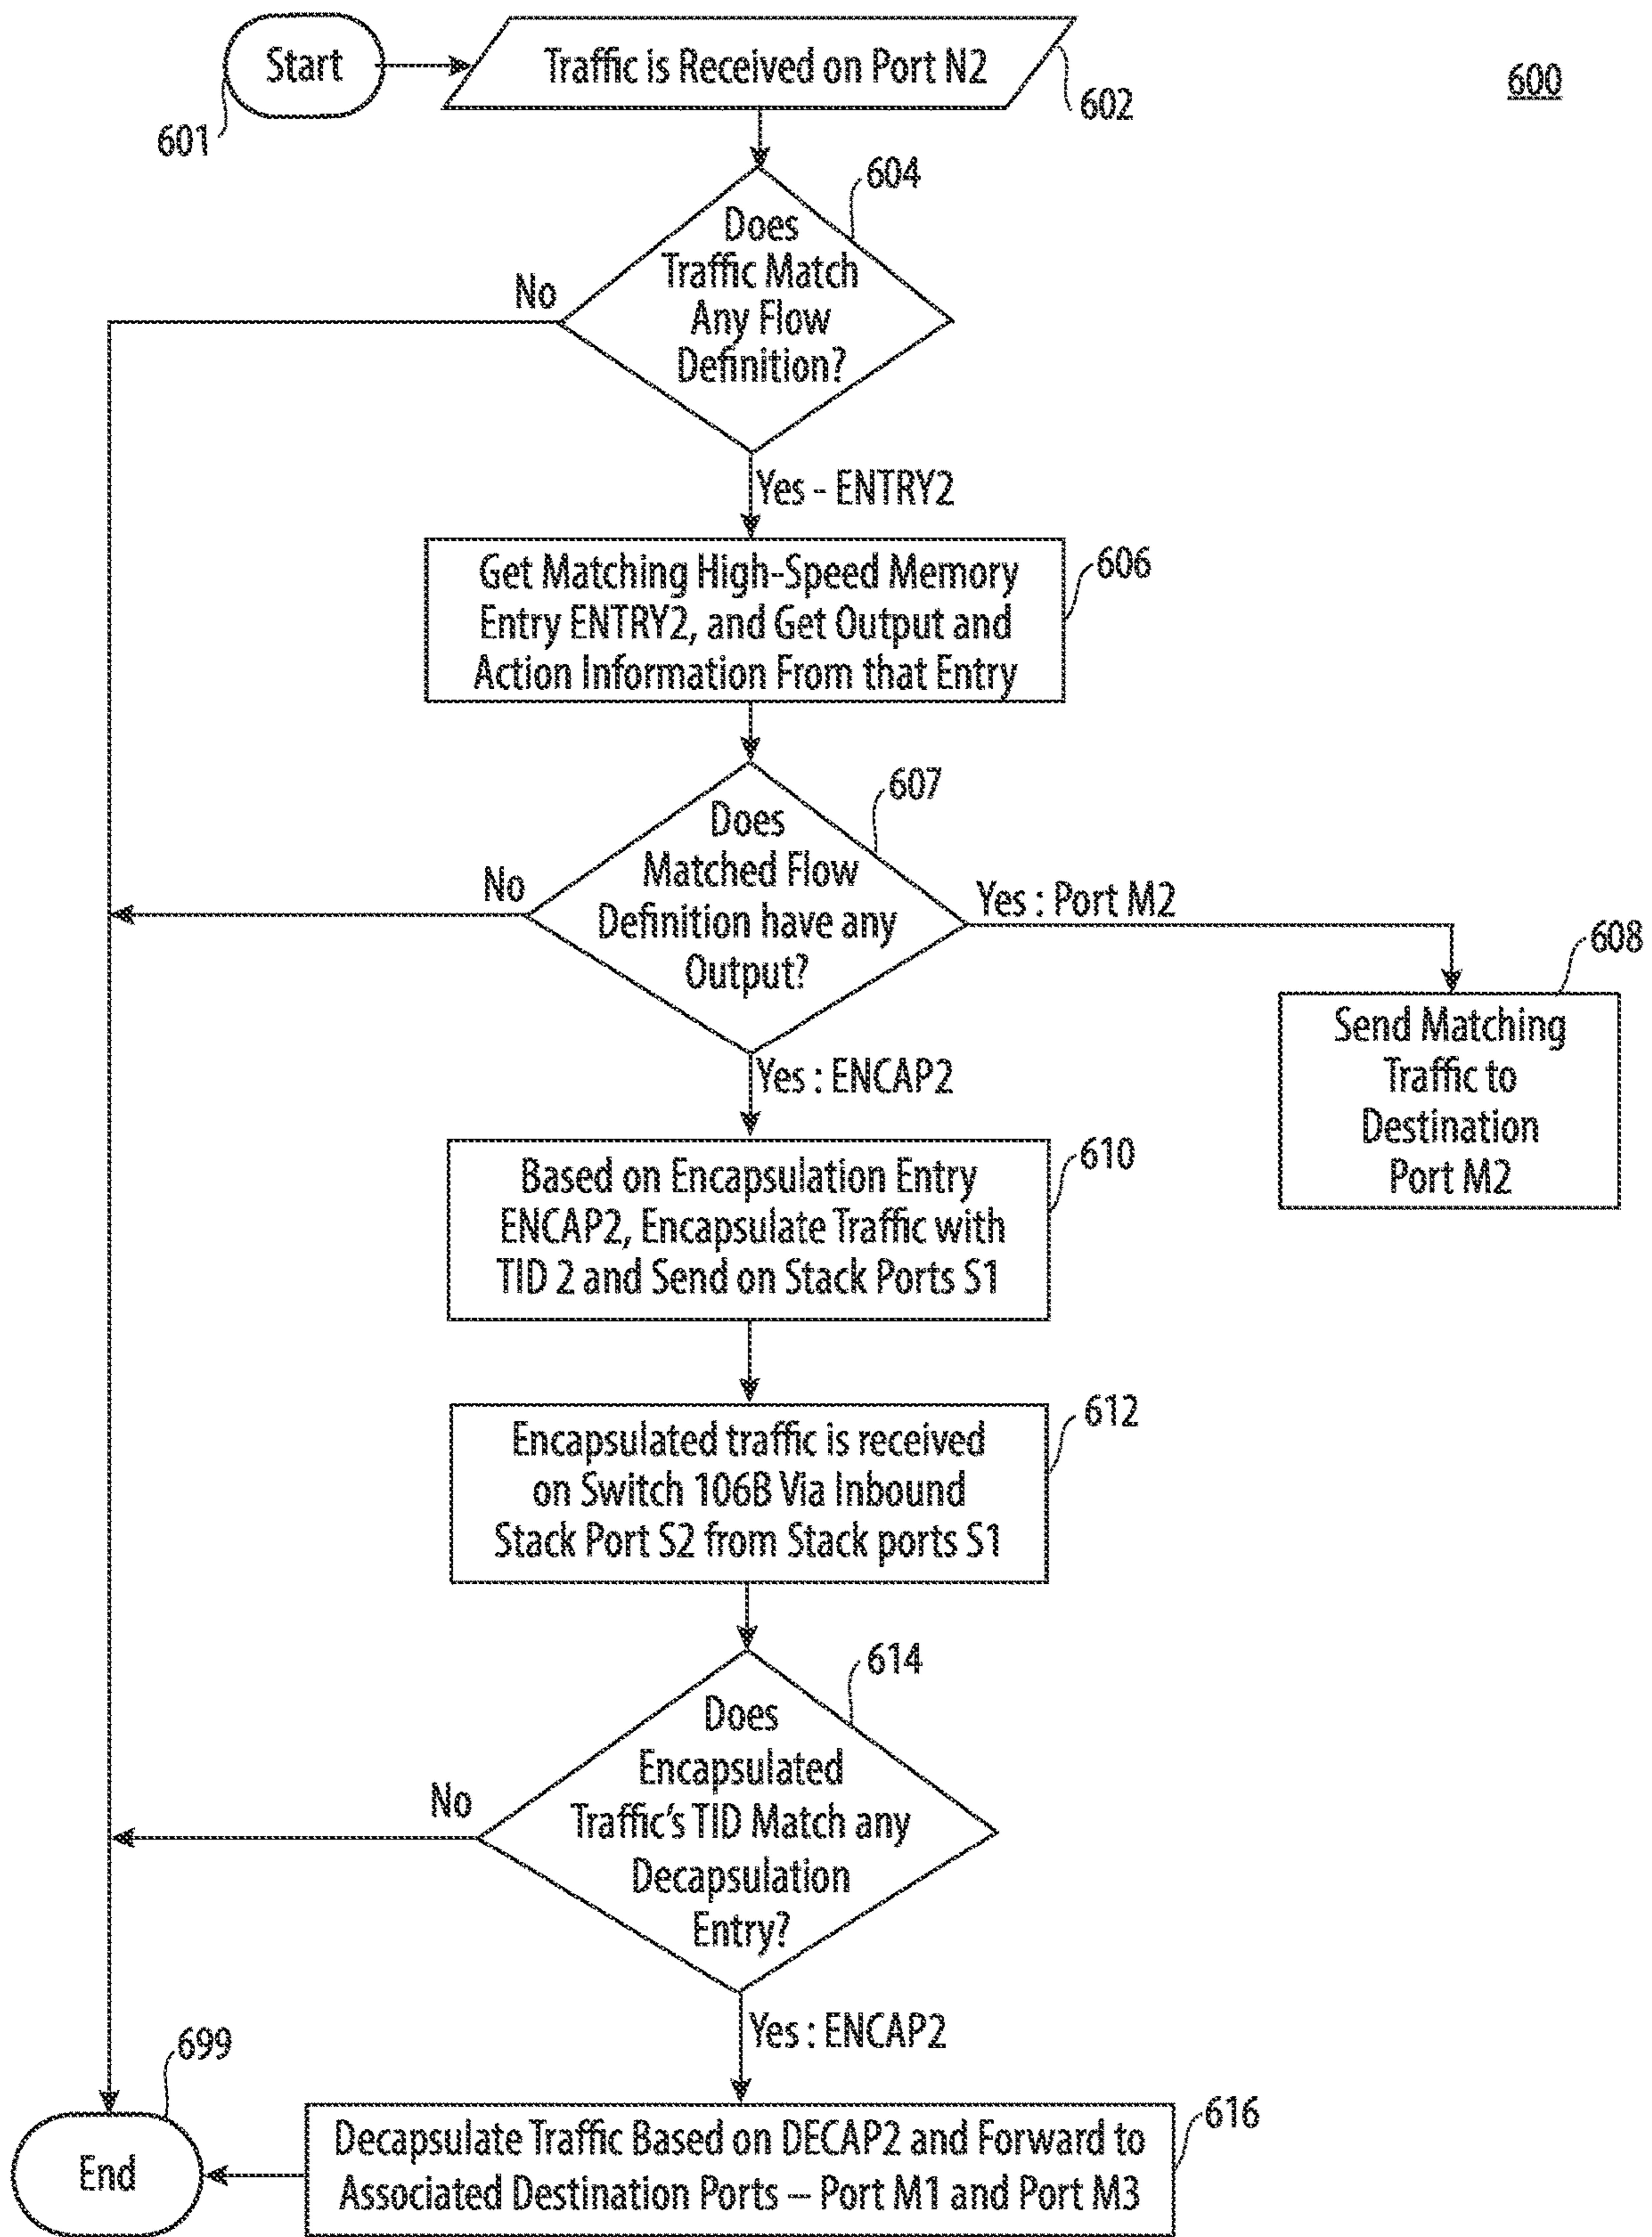 Start
Traffic is Received on Port N2
600
601
602
604
Does
Traffic Match
Any Flow
Definition?
No
Yes - ENTRY2
Get Matching High-Speed Memory
Entry ENTRY2, and Get Output and
Action Information From that Entry
606
607
Does
Matched Flow
Definition have any
Output?
No
Yes : Port M2
608
Send Matching
Traffic to
Destination
Port M2
Yes : ENCAP2
Based on Encapsulation Entry
ENCAP2, Encapsulate Traffic with
TID 2 and Send on Stack Ports S1
610
Encapsulated traffic is received
on Switch 106B Via Inbound
Stack Port S2 from Stack ports S1
612
614
Does
Encapsulated
Traffic's TID Match any
Decapsulation
Entry?
No
Yes : ENCAP2
699
End
Decapsulate Traffic Based on DECAP2 and Forward to
Associated Destination Ports – Port M1 and Port M3
616